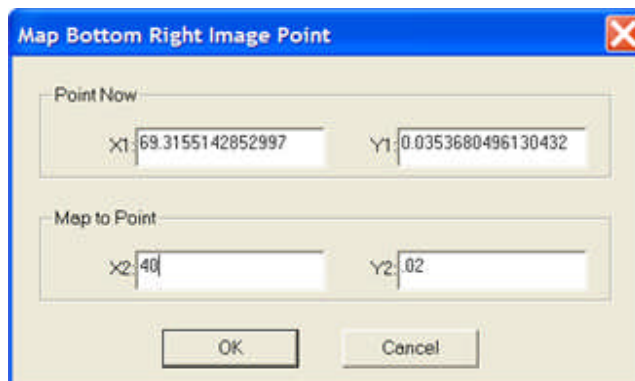 Map Bottom Right Image Point
Point Now
X1: 69.3155142852997 Y1: 0.0353680496130432
Map to Point
X2: 40 Y2: .02
OK Cancel